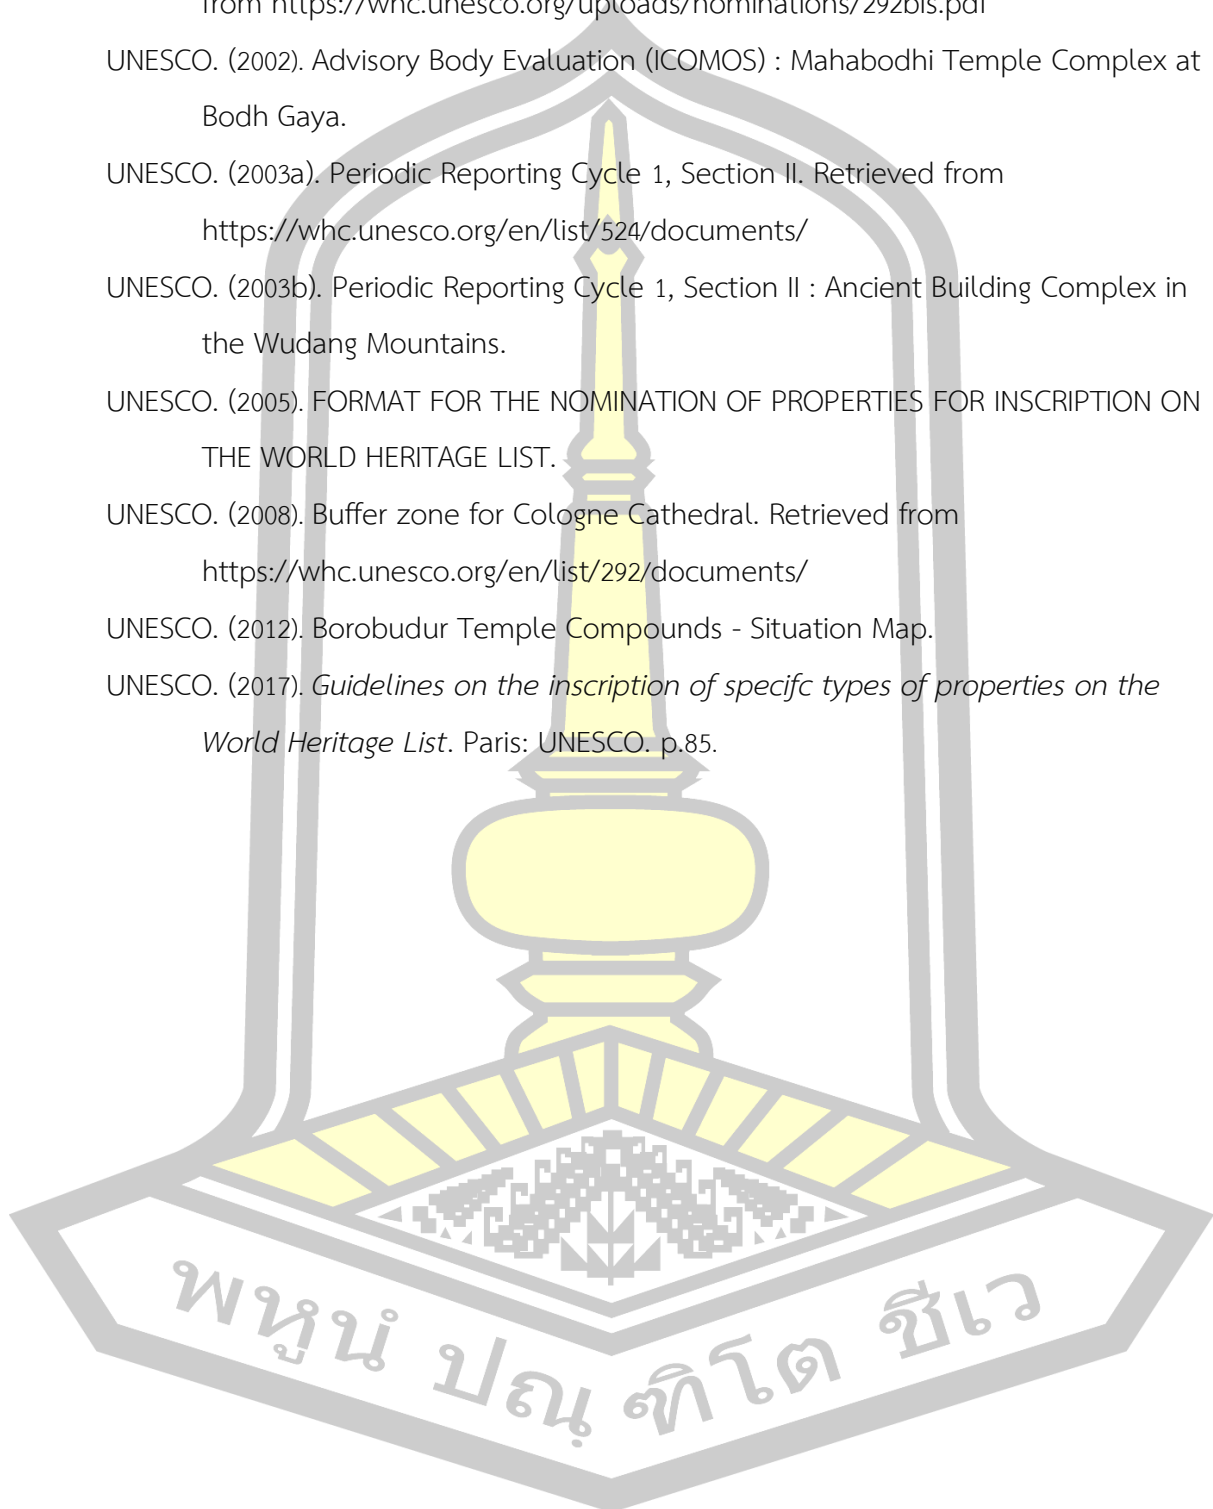 from https://whc.unesco.org/uploads/nominations/292bis.pdf
UNESCO. (2002). Advisory Body Evaluation (ICOMOS) : Mahabodhi Temple Complex at
Bodh Gaya.
UNESCO. (2003a). Periodic Reporting Cycle 1, Section II. Retrieved from
https://whc.unesco.org/en/list/524/documents/
UNESCO. (2003b). Periodic Reporting Cycle 1, Section II : Ancient Building Complex in
the Wudang Mountains.
UNESCO. (2005). FORMAT FOR THE NOMINATION OF PROPERTIES FOR INSCRIPTION ON
THE WORLD HERITAGE LIST.
UNESCO. (2008). Buffer zone for Cologne Cathedral. Retrieved from
https://whc.unesco.org/en/list/292/documents/
UNESCO. (2012). Borobudur Temple Compounds - Situation Map.
UNESCO. (2017). Guidelines on the inscription of specifc types of properties on the
World Heritage List. Paris: UNESCO. p.85.
พหูนํ ปณฺฑิโต ชีเว